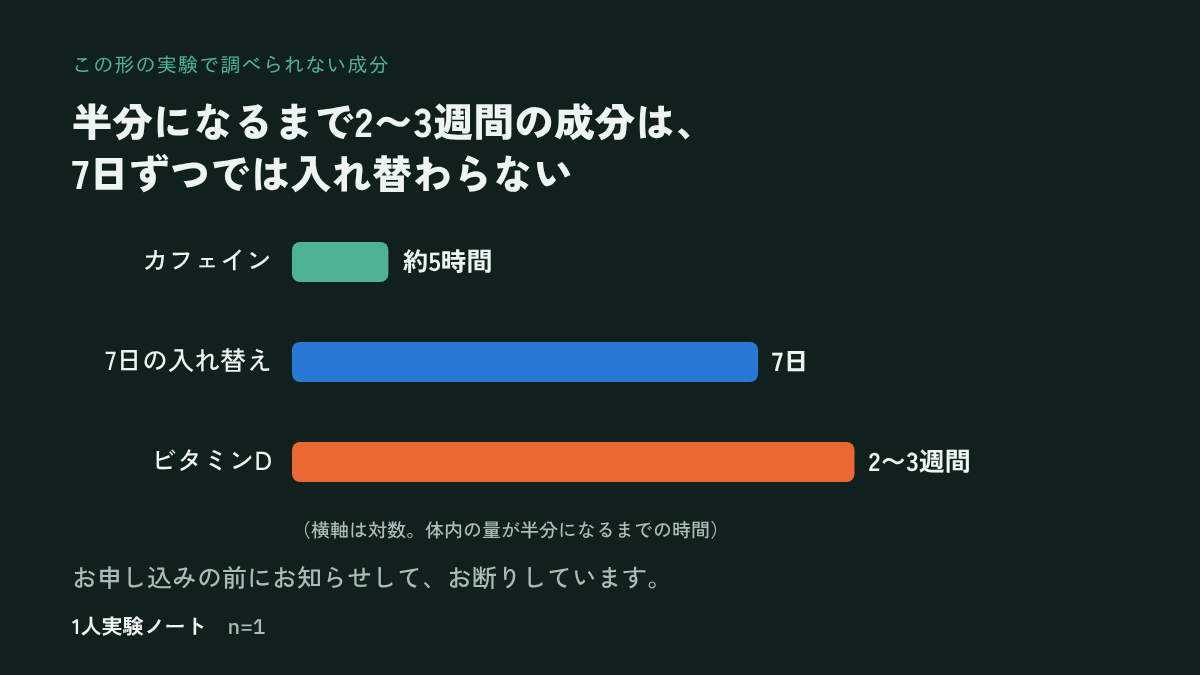 この形の実験で調べられない成分
半分になるまで2〜3週間の成分は、
7日ずつでは入れ替わらない
カフェイン 約5時間
7日の入れ替え 7日
ビタミンD 2〜3週間
（横軸は対数。体内の量が半分になるまでの時間）
お申し込みの前にお知らせして、お断りしています。
1人実験ノート n=1